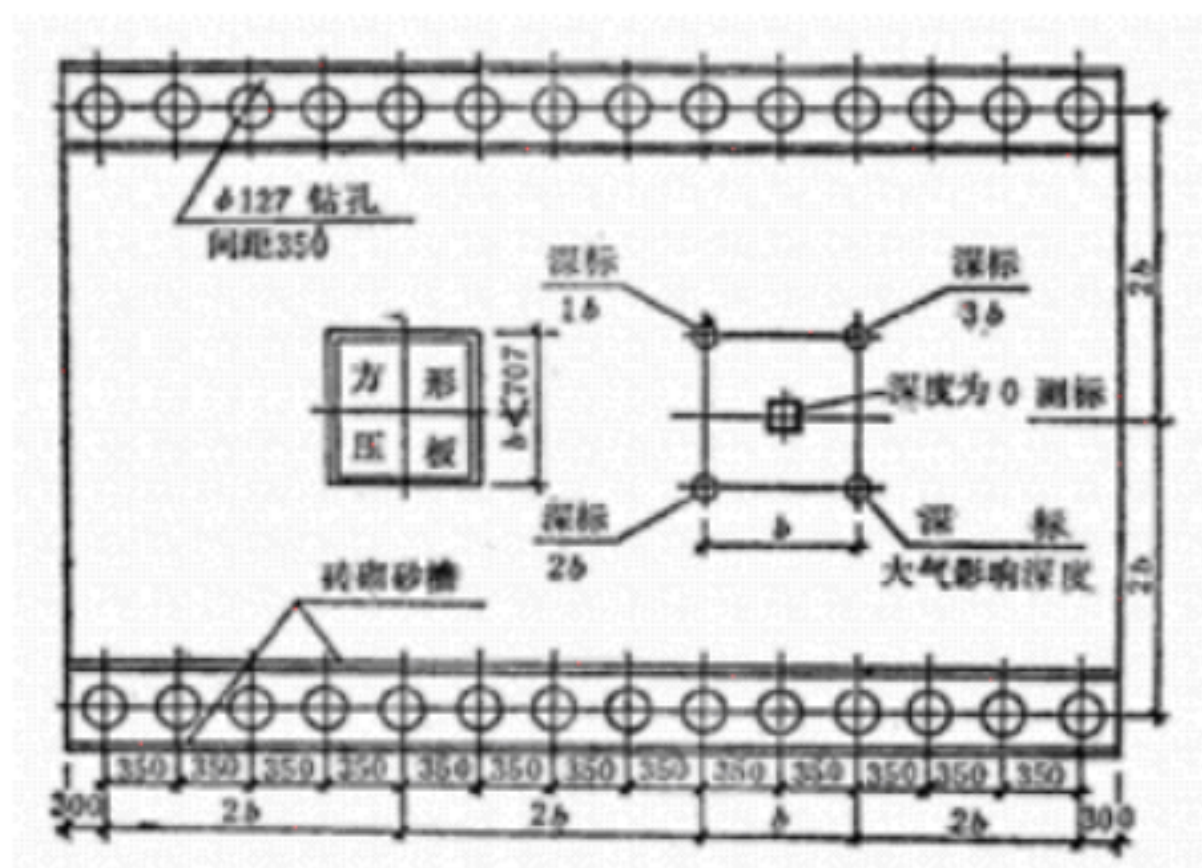 ϕ127 钻孔
间距350
深标
1b
深标
3b
2b
方 形
压 板
b≮707
深度为 0 测标
深标
2b
b
深 标
大气影响深度
2b
砖砌砂槽
350 350 350 350 350 350 350 350 350 350 350 350 350
300 2b 2b b 2b 300